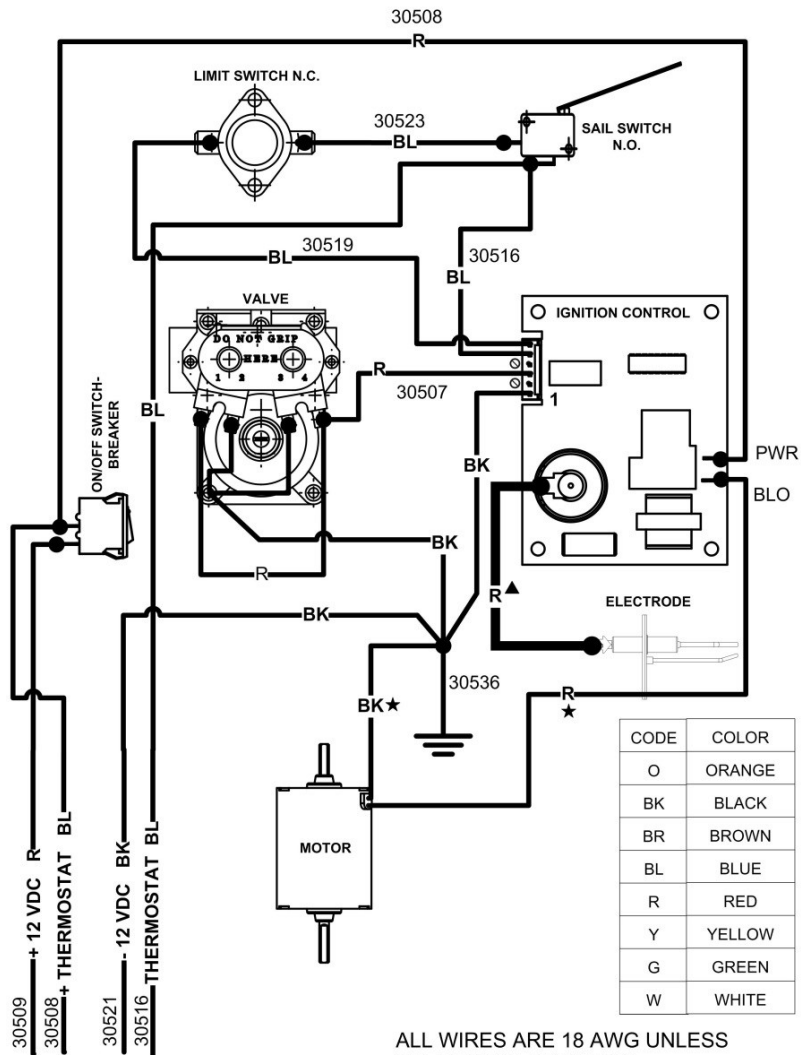 30508
R
LIMIT SWITCH N.C.
30523
BL
SAIL SWITCH
N.O.
BL
30519
30516
BL
VALVE
IGNITION CONTROL
DO NOT GRIP
HERE
1 2 3 4
R
30507
1
BL
ON/OFF SWITCH-
BREAKER
BK
PWR
BLO
BK
R
R▲
BK
ELECTRODE
30536
BK★
R
★
MOTOR
CODE COLOR
O ORANGE
BK BLACK
BR BROWN
BL BLUE
R RED
Y YELLOW
G GREEN
W WHITE
30509 + 12 VDC R
30508 + THERMOSTAT BL
30521 - 12 VDC BK
30516 THERMOSTAT BL
ALL WIRES ARE 18 AWG UNLESS